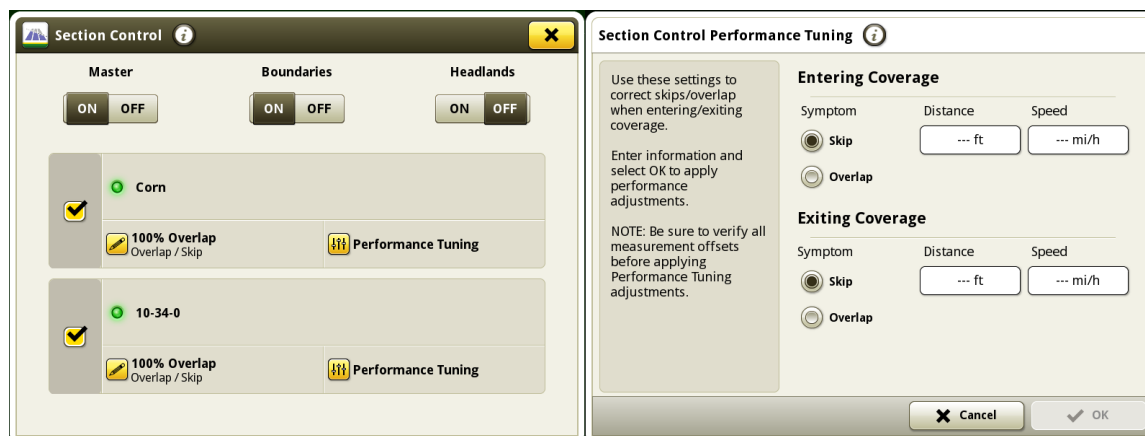 Section Control
Master
Boundaries
Headlands
ON OFF
ON OFF
ON OFF
Corn
100% Overlap
Overlap / Skip
Performance Tuning
10-34-0
100% Overlap
Overlap / Skip
Performance Tuning
Section Control Performance Tuning
Use these settings to
correct skips/overlap
when entering/exiting
coverage.
Enter information and
select OK to apply
performance
adjustments.
NOTE: Be sure to verify all
measurement offsets
before applying
Performance Tuning
adjustments.
Entering Coverage
Symptom
Distance
Speed
Skip
--- ft
--- mi/h
Overlap
Exiting Coverage
Symptom
Distance
Speed
Skip
--- ft
--- mi/h
Overlap
Cancel
OK